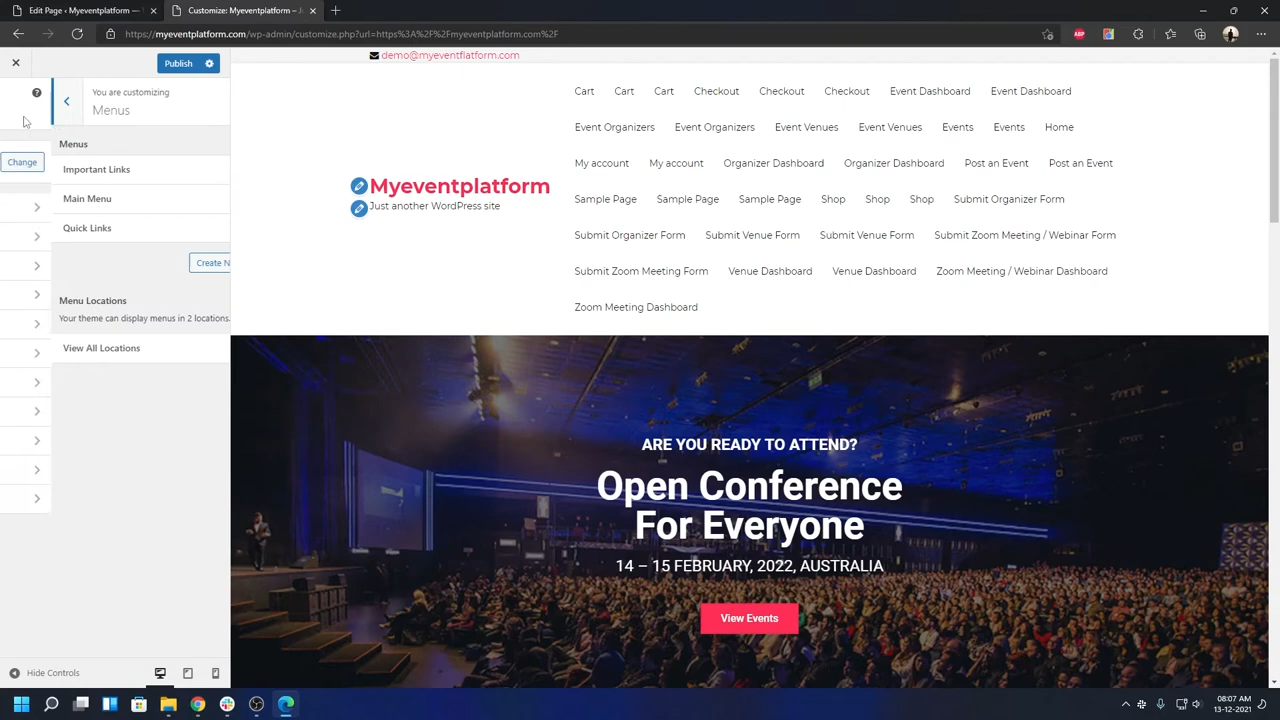 Edit Page "Home Page" ‹ Myevent
Customize: Myeventplatform – Jus
https://myeventplatform.com/wp-admin/customize.php?url=https%3A%2F%2Fmyeventplatform.com%2F
Publish
demo@myeventflatform.com
You are customizing
Menus
Change
Menus
Important Links
Main Menu
Quick Links
Create N
Menu Locations
Your theme can display menus in 2 locations.
View All Locations
Hide Controls
Myeventplatform
Just another WordPress site
Cart Cart Cart Checkout Checkout Checkout Event Dashboard Event Dashboard
Event Organizers Event Organizers Event Venues Event Venues Events Events Home
My account My account Organizer Dashboard Organizer Dashboard Post an Event Post an Event
Sample Page Sample Page Sample Page Shop Shop Shop Submit Organizer Form
Submit Organizer Form Submit Venue Form Submit Venue Form Submit Zoom Meeting / Webinar Form
Submit Zoom Meeting Form Venue Dashboard Venue Dashboard Zoom Meeting / Webinar Dashboard
Zoom Meeting Dashboard
ARE YOU READY TO ATTEND?
Open Conference
For Everyone
14 – 15 FEBRUARY, 2022, AUSTRALIA
View Events
08:07 AM
13-12-2021